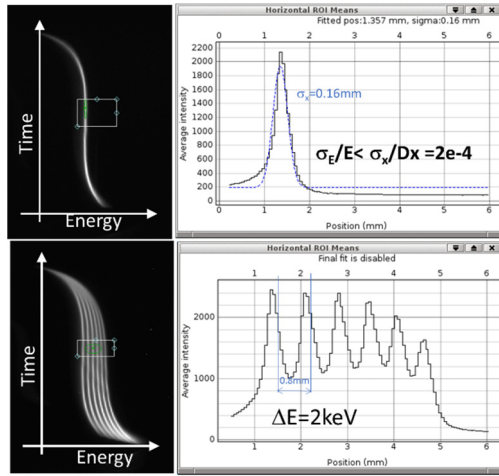 Time
Energy
Horizontal ROI Means
Fitted pos:1.357 mm, sigma:0.16 mm
0 1 2 3 4 5 6
2200
2000
1800
1600
1400
1200
1000
800
600
400
200
0
Average intensity
σx=0.16mm
σE/E< σx/Dx =2e-4
0 1 2 3 4 5 6
Position (mm)
Time
Energy
Horizontal ROI Means
Final fit is disabled
1 2 3 4 5 6
2000
1000
0
Average intensity
0.8mm
ΔE=2keV
1 2 3 4 5 6
Position (mm)